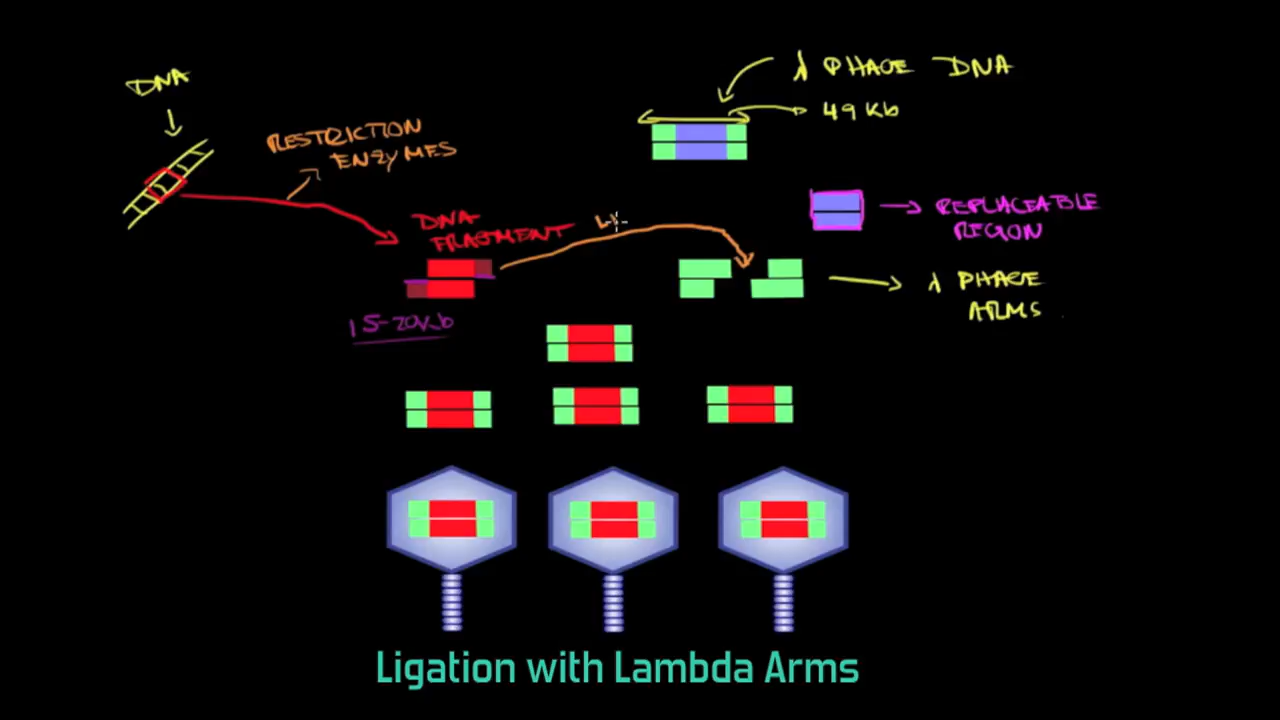 DNA
RESTRICTION
ENZYMES
λ PHAGE DNA
49 Kb
REPLACEABLE
REGION
DNA
FRAGMENT
λ PHAGE
ARMS
15-20Kb
Ligation with Lambda Arms